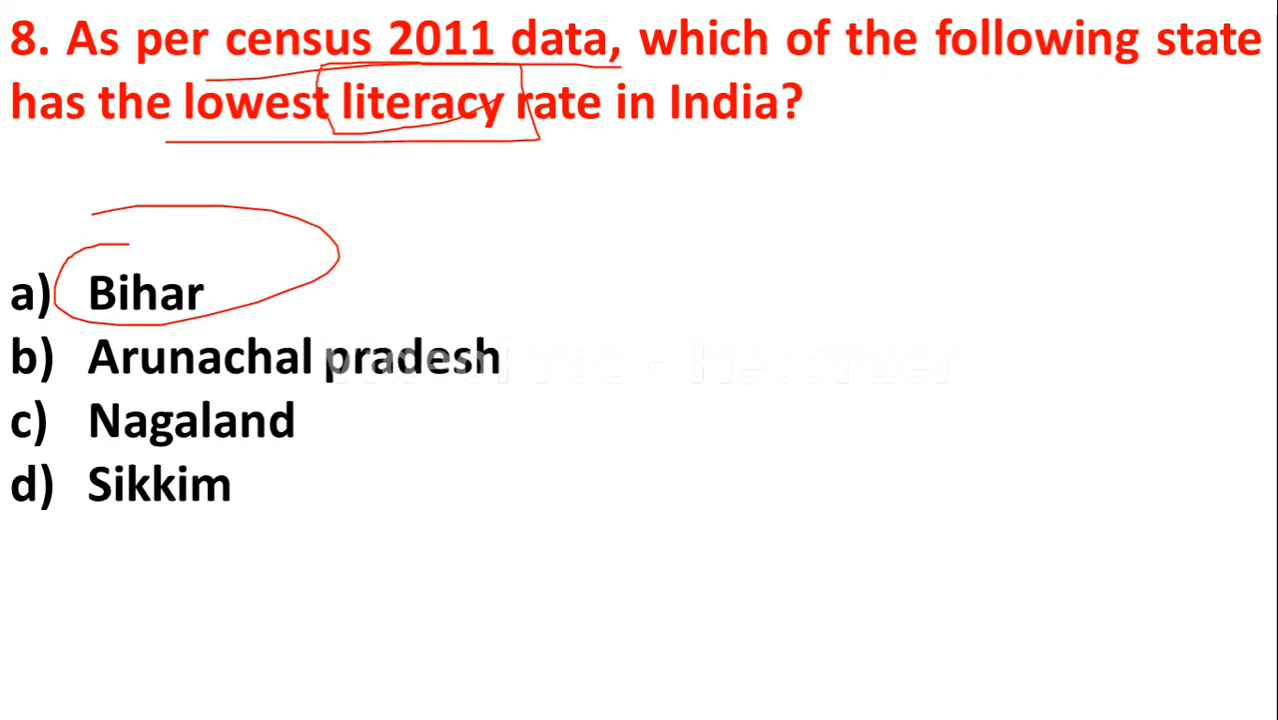 8. As per census 2011 data, which of the following state
has the lowest literacy rate in India?
a) Bihar
b) Arunachal pradesh
c) Nagaland
d) Sikkim